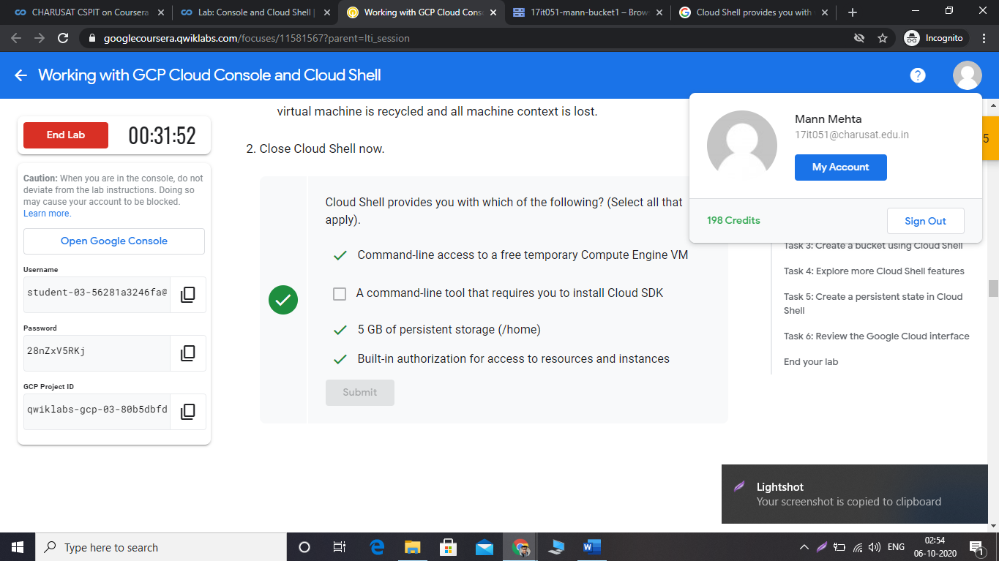 CHARUSAT CSPIT on Coursera
Lab: Console and Cloud Shell |
Working with GCP Cloud Cons
17it051-mann-bucket1 – Brow
Cloud Shell provides you with
googlecoursera.qwiklabs.com/focuses/11581567?parent=lti_session
Incognito
Working with GCP Cloud Console and Cloud Shell
?
End Lab
00:31:52
Caution: When you are in the console, do not
deviate from the lab instructions. Doing so
may cause your account to be blocked.
Learn more.
Open Google Console
Username
student-03-56281a3246fa@
Password
28nZxV5RKj
GCP Project ID
qwiklabs-gcp-03-80b5dbfd
virtual machine is recycled and all machine context is lost.
2. Close Cloud Shell now.
Cloud Shell provides you with which of the following? (Select all that
apply).
Command-line access to a free temporary Compute Engine VM
A command-line tool that requires you to install Cloud SDK
5 GB of persistent storage (/home)
Built-in authorization for access to resources and instances
Submit
Mann Mehta
17it051@charusat.edu.in
My Account
198 Credits
Sign Out
5
Task 3: Create a bucket using Cloud Shell
Task 4: Explore more Cloud Shell features
Task 5: Create a persistent state in Cloud
Shell
Task 6: Review the Google Cloud interface
End your lab
Lightshot
Your screenshot is copied to clipboard
Type here to search
ENG
02:54
06-10-2020
1